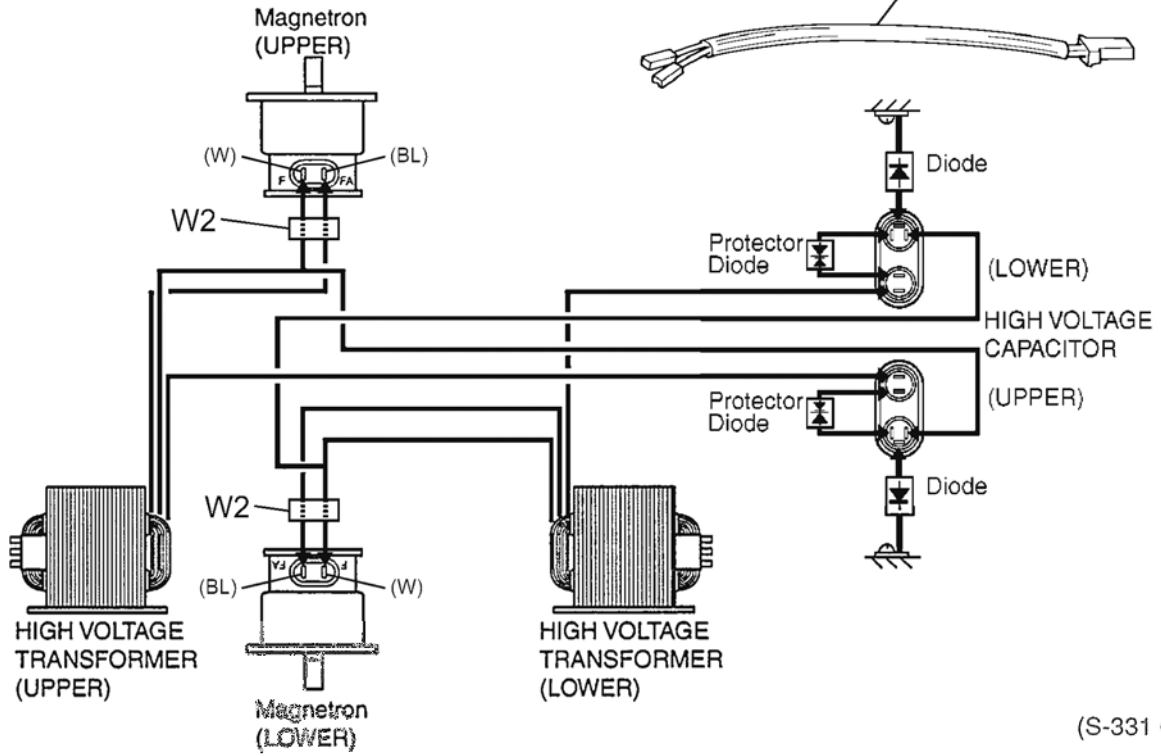 Magnetron
(UPPER)
(W)
(BL)
F
FA
W2
Diode
Protector
Diode
(LOWER)
HIGH VOLTAGE
CAPACITOR
Protector
Diode
(UPPER)
Diode
W2
FA
F
(BL)
(W)
HIGH VOLTAGE
TRANSFORMER
(UPPER)
HIGH VOLTAGE
TRANSFORMER
(LOWER)
Magnetron
(LOWER)
(S-331